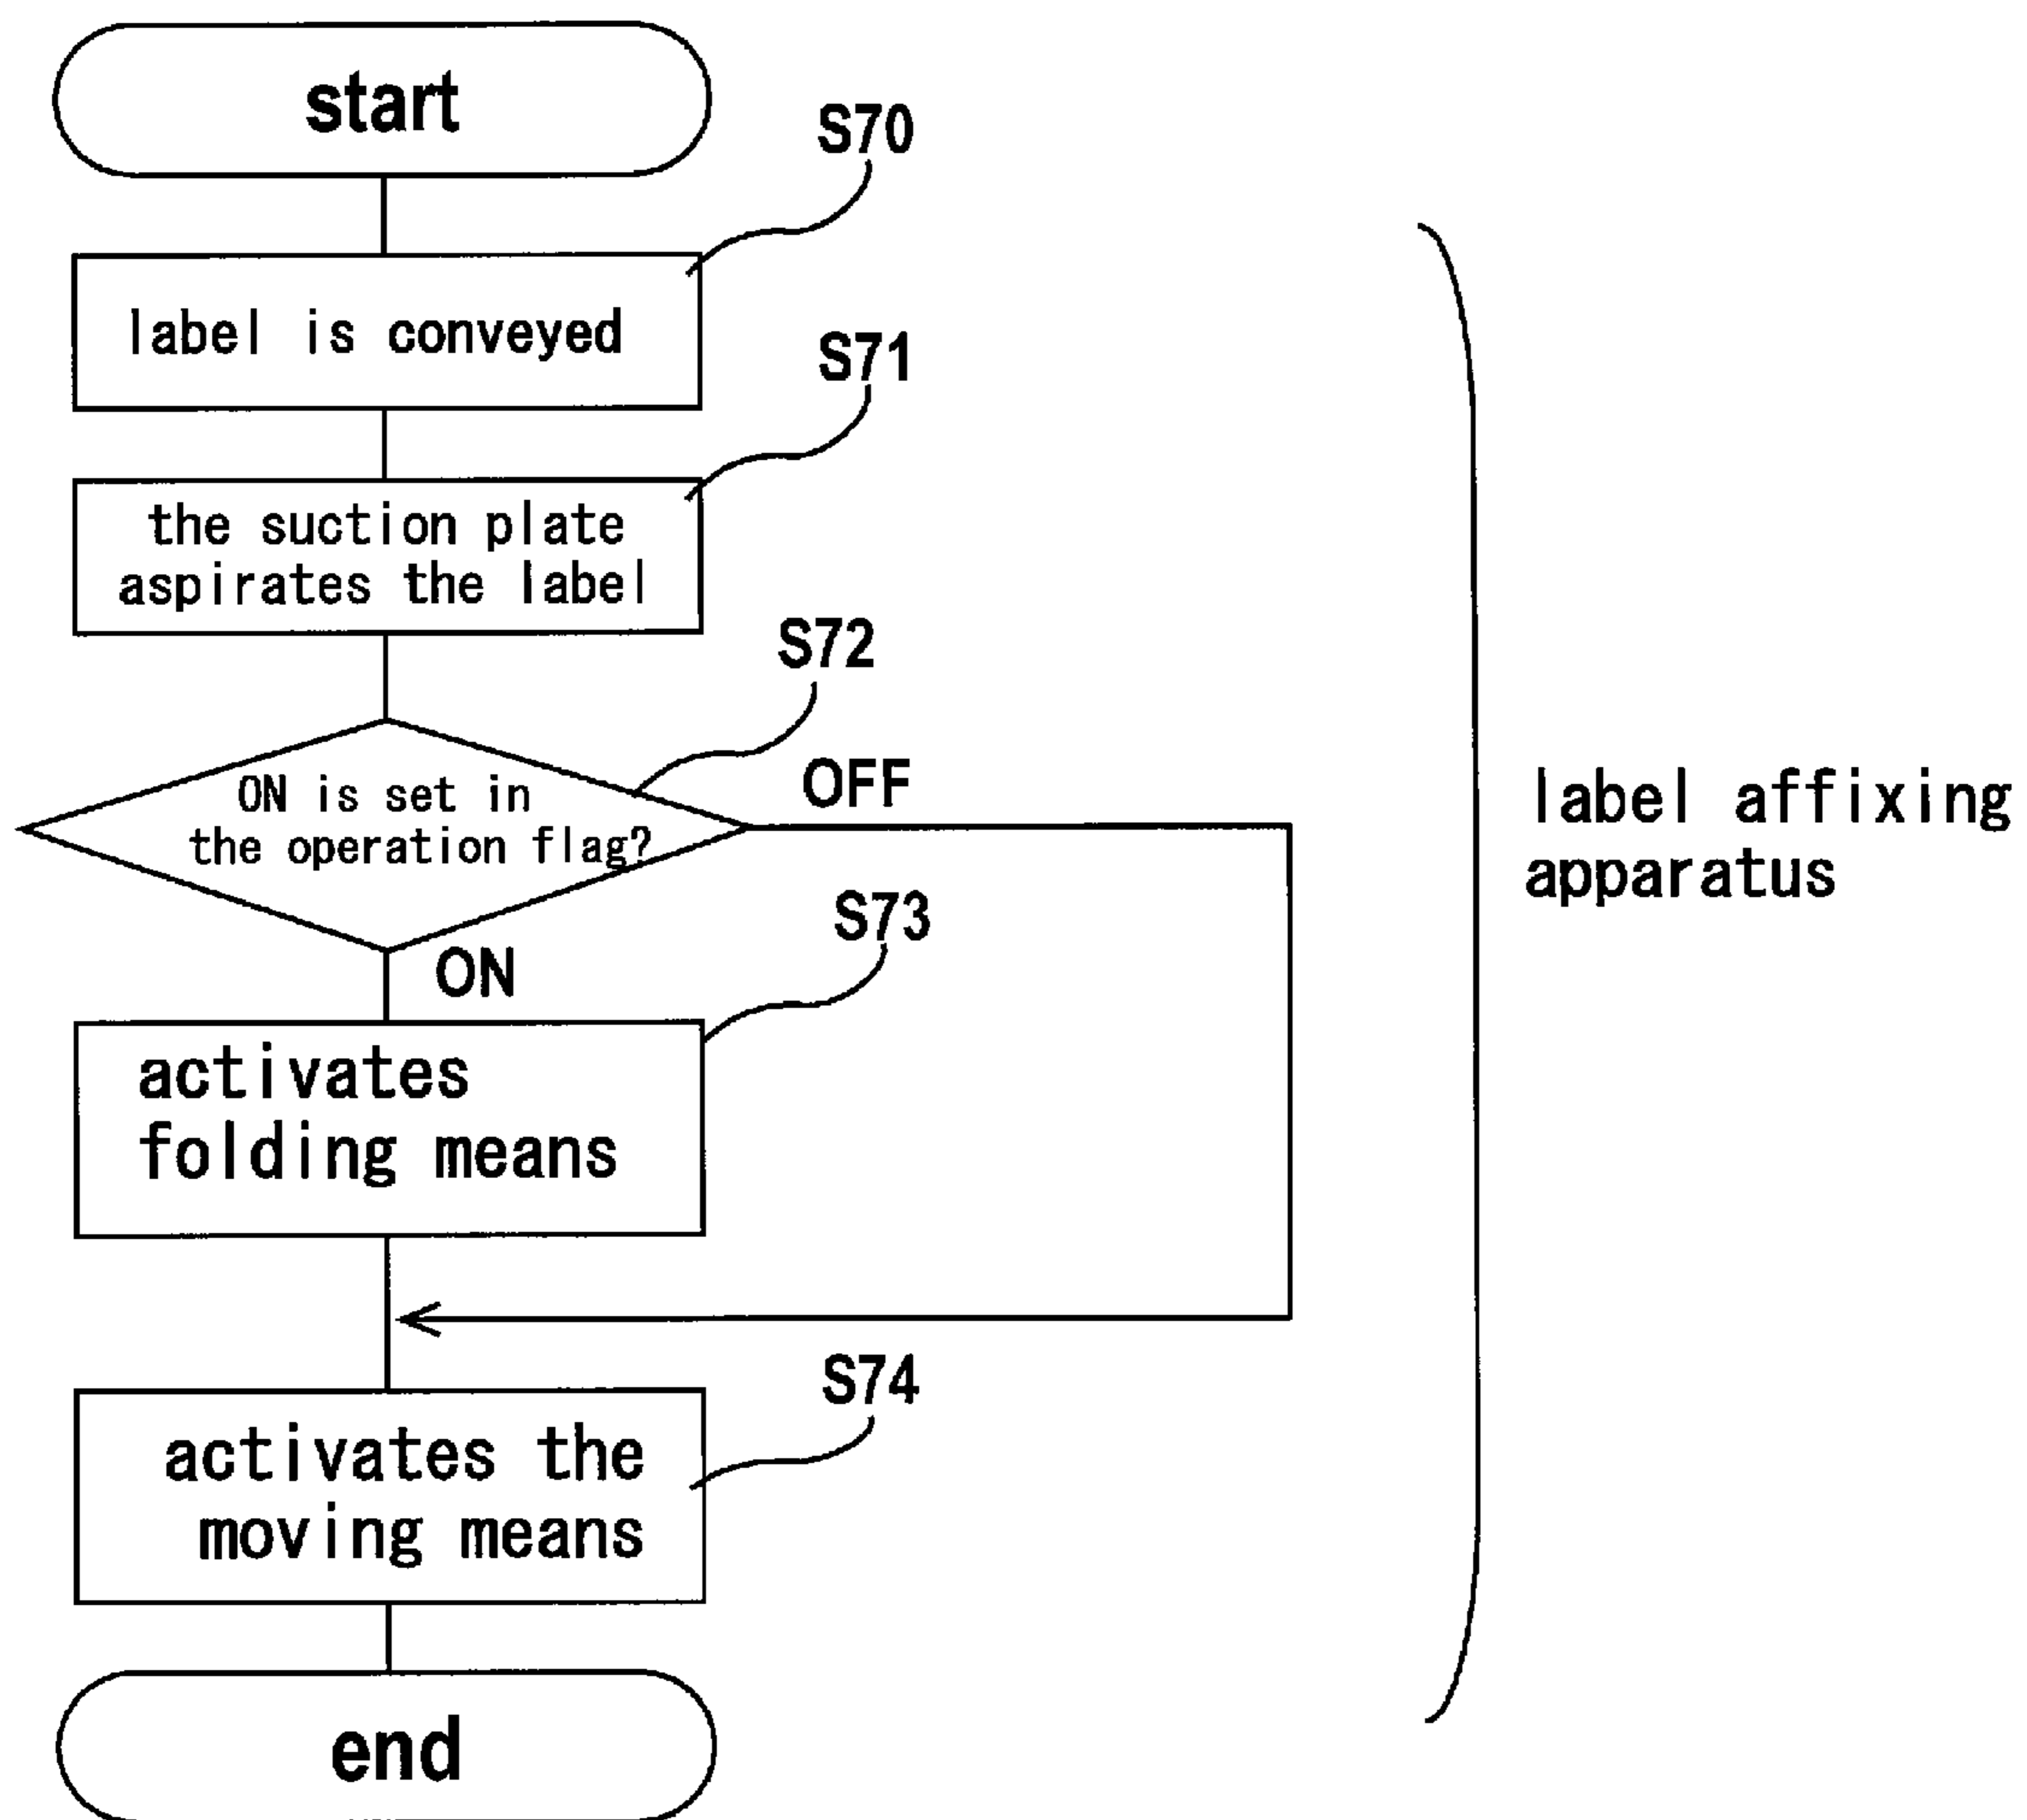 start
S70
label is conveyed
S71
the suction plate
aspirates the label
S72
ON is set in
the operation flag?
OFF
ON
S73
activates
folding means
S74
activates the
moving means
end
label affixing
apparatus